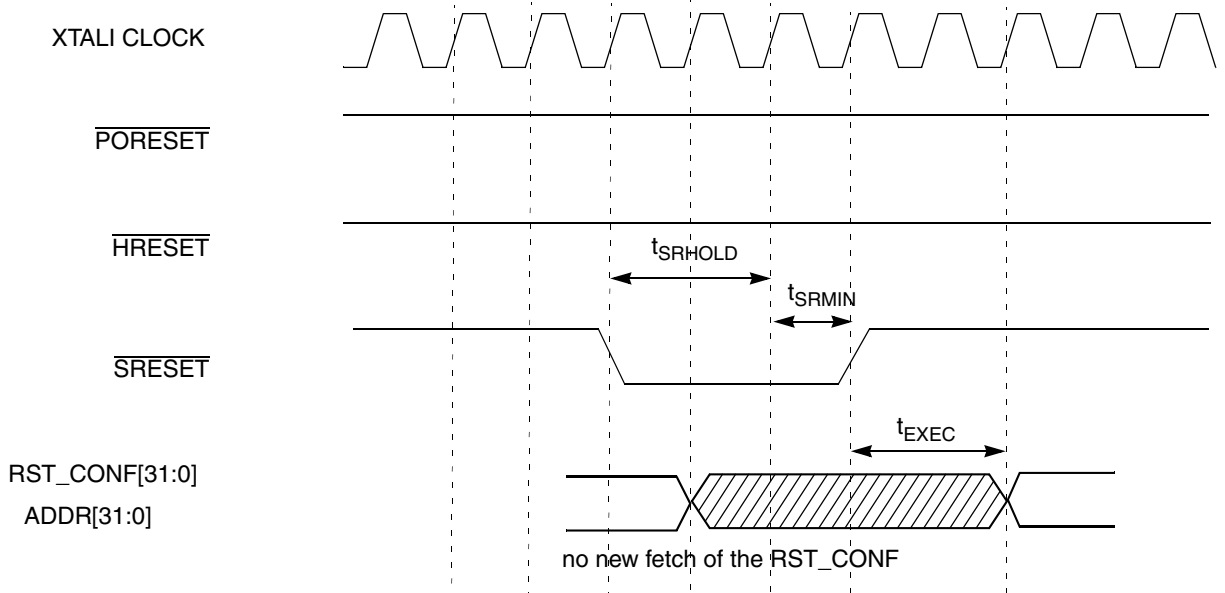 XTALI CLOCK
PORESET
HRESET
tSRHOLD
tSRMIN
SRESET
tEXEC
RST_CONF[31:0]
ADDR[31:0]
no new fetch of the RST_CONF